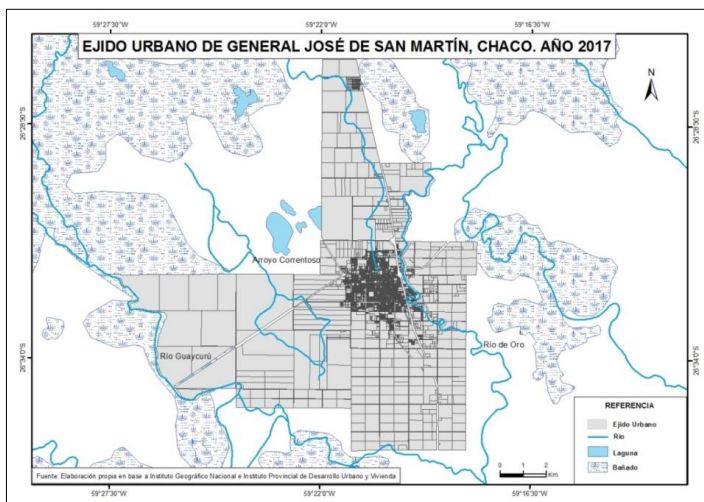 59°27'30"W
59°22'0"W
59°16'30"W
EJIDO URBANO DE GENERAL JOSÉ DE SAN MARTÍN, CHACO. AÑO 2017
N
26°28'30"S
26°28'30"S
Arroyo Correntoso
Río de Oro
Río Guaycurú
26°34'0"S
26°34'0"S
REFERENCIA
Ejido Urbano
Río
Laguna
Bañado
0 1 2
Km
Fuente: Elaboración propia en base a Instituto Geográfico Nacional e Instituto Provincial de Desarrollo Urbano y Vivienda
59°27'30"W
59°22'0"W
59°16'30"W